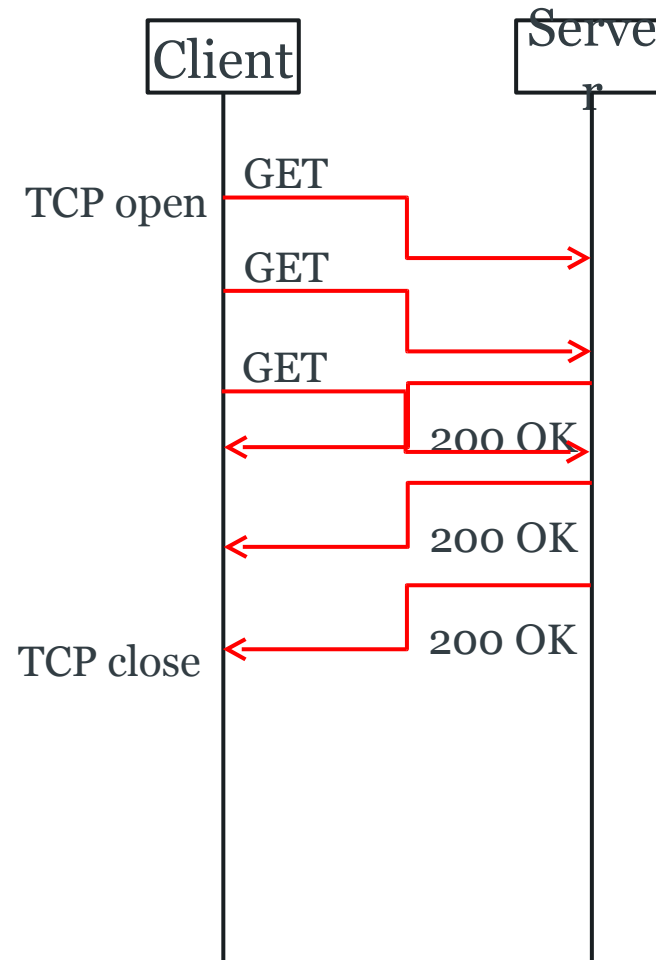 Client
Serve
r
GET
TCP open
GET
GET
200 OK
200 OK
200 OK
TCP close